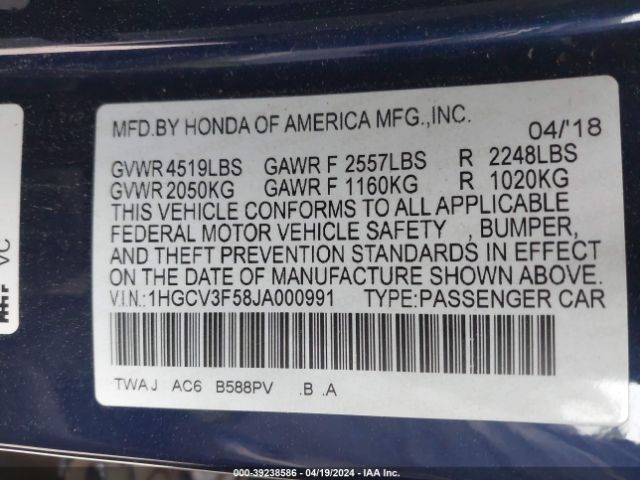 MFD.BY HONDA OF AMERICA MFG.,INC.
04/'18
GVWR 4519LBS GAWR F 2557LBS R 2248LBS
GVWR 2050KG GAWR F 1160KG R 1020KG
THIS VEHICLE CONFORMS TO ALL APPLICABLE
FEDERAL MOTOR VEHICLE SAFETY , BUMPER,
AND THEFT PREVENTION STANDARDS IN EFFECT
ON THE DATE OF MANUFACTURE SHOWN ABOVE.
V.I.N.:1HGCV3F58JA000991 TYPE:PASSENGER CAR
TWAJ AC6 B588PV .B .A
VC
000-39238586 - 04/19/2024 - IAA Inc.